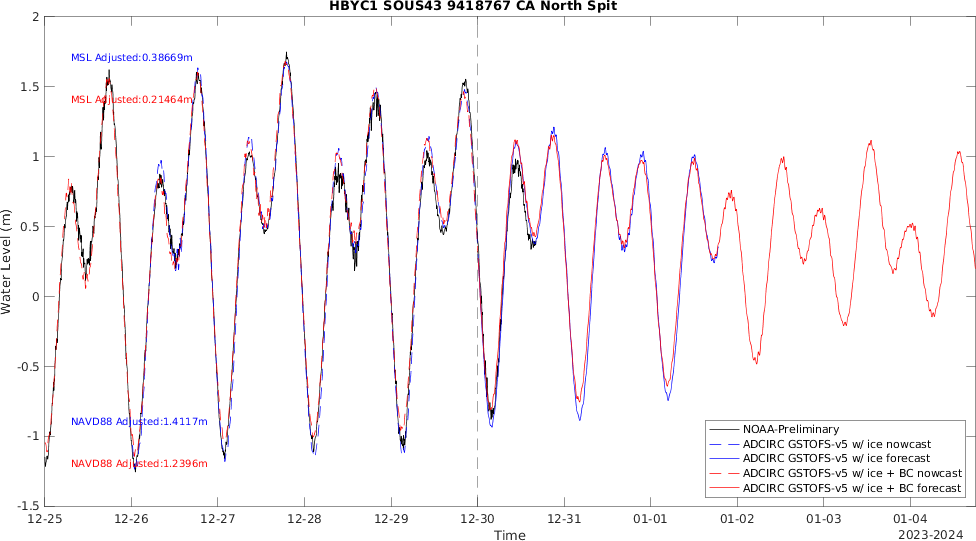 HBYC1 SOUS43 9418767 CA North Spit
2
1.5
1
0.5
0
-0.5
-1
-1.5
Water Level (m)
MSL Adjusted:0.38669m
MSL Adjusted:0.21464m
NAVD88 Adjusted:1.4117m
NAVD88 Adjusted:1.2396m
NOAA-Preliminary
ADCIRC GSTOFS-v5 w/ ice nowcast
ADCIRC GSTOFS-v5 w/ ice forecast
ADCIRC GSTOFS-v5 w/ ice + BC nowcast
ADCIRC GSTOFS-v5 w/ ice + BC forecast
12-25 12-26 12-27 12-28 12-29 12-30 12-31 01-01 01-02 01-03 01-04
Time
2023-2024